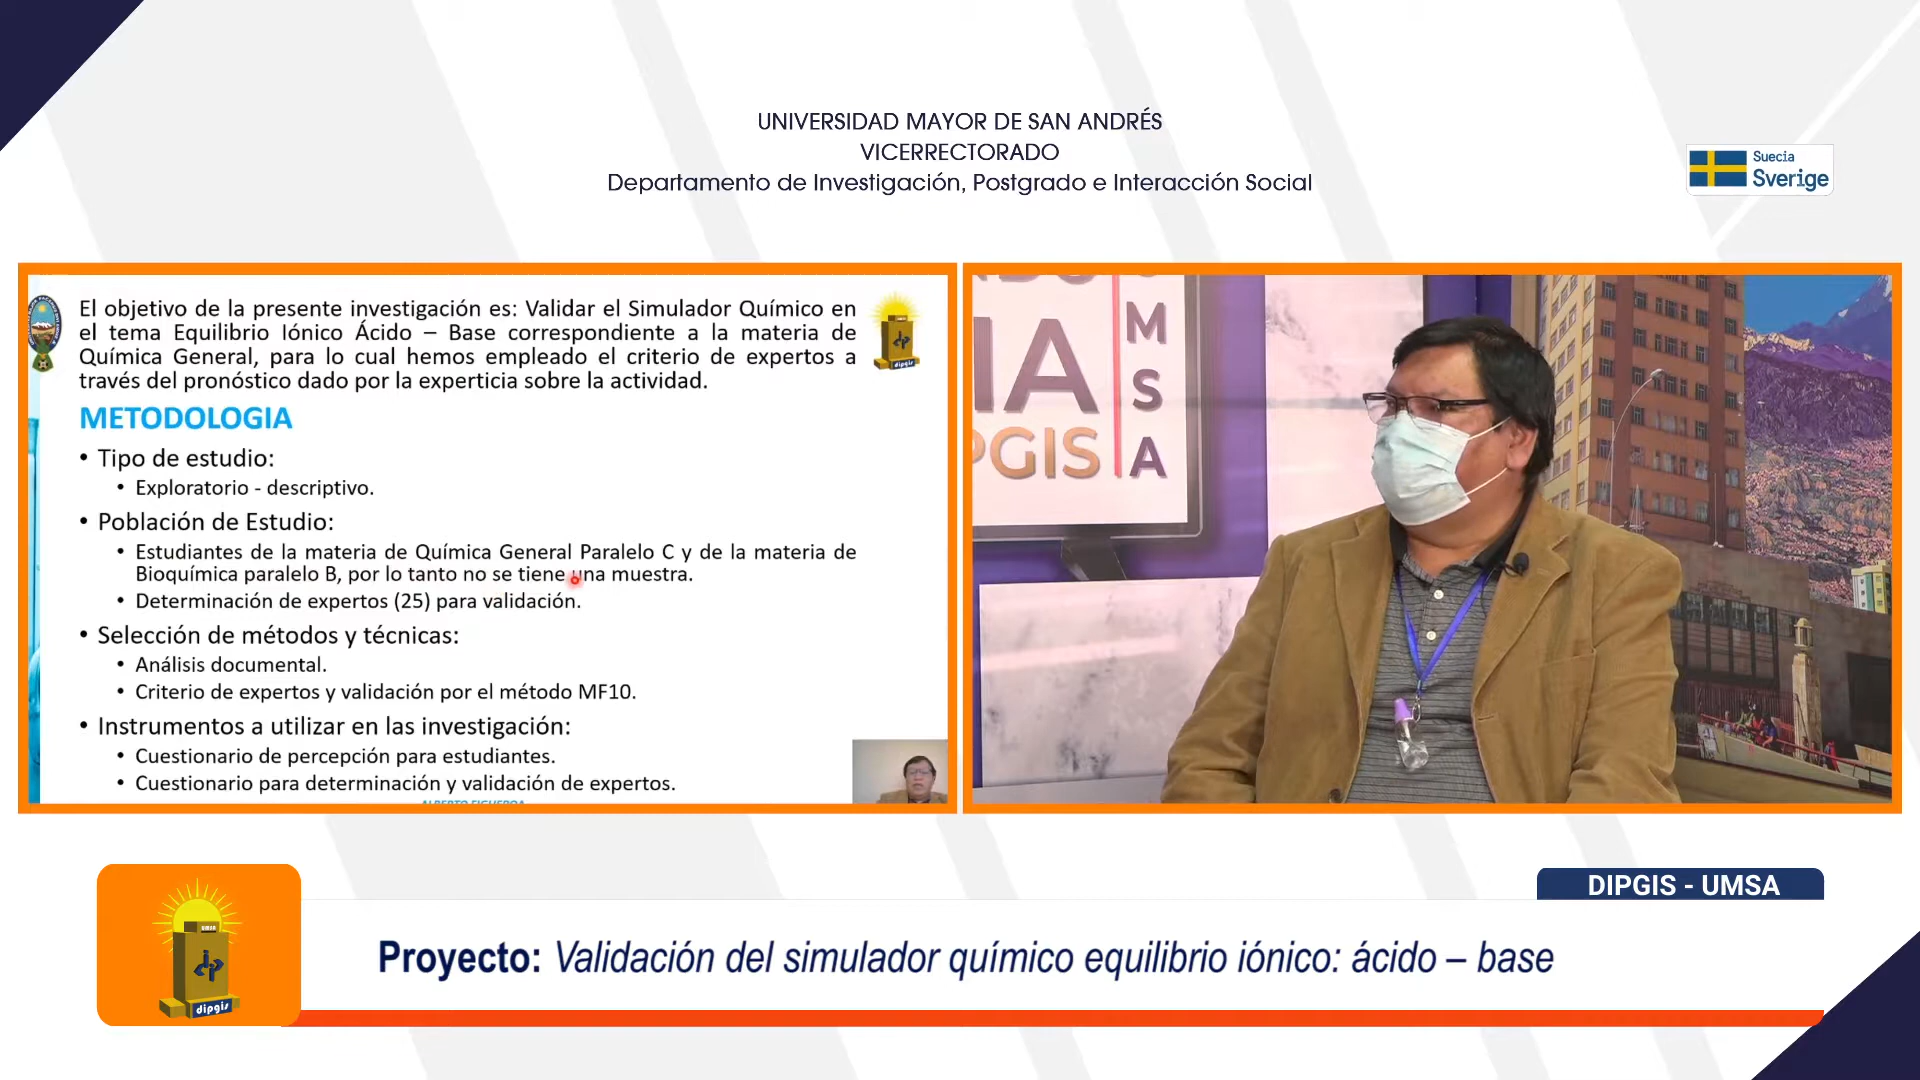 UNIVERSIDAD MAYOR DE SAN ANDRÉS
VICERRECTORADO
Departamento de Investigación, Postgrado e Interacción Social
Suecia
Sverige
El objetivo de la presente investigación es: Validar el Simulador Químico en
el tema Equilibrio Iónico Ácido – Base correspondiente a la materia de
Química General, para lo cual hemos empleado el criterio de expertos a
través del pronóstico dado por la experticia sobre la actividad.
METODOLOGIA
• Tipo de estudio:
• Exploratorio - descriptivo.
• Población de Estudio:
• Estudiantes de la materia de Química General Paralelo C y de la materia de
Bioquímica paralelo B, por lo tanto no se tiene una muestra.
• Determinación de expertos (25) para validación.
• Selección de métodos y técnicas:
• Análisis documental.
• Criterio de expertos y validación por el método MF10.
• Instrumentos a utilizar en las investigación:
• Cuestionario de percepción para estudiantes.
• Cuestionario para determinación y validación de expertos.
ALBERTO FIGUEROA
dipgis
IA
PGIS
UMSA
DIPGIS - UMSA
UMSA
dipgis
Proyecto: Validación del simulador químico equilibrio iónico: ácido – base